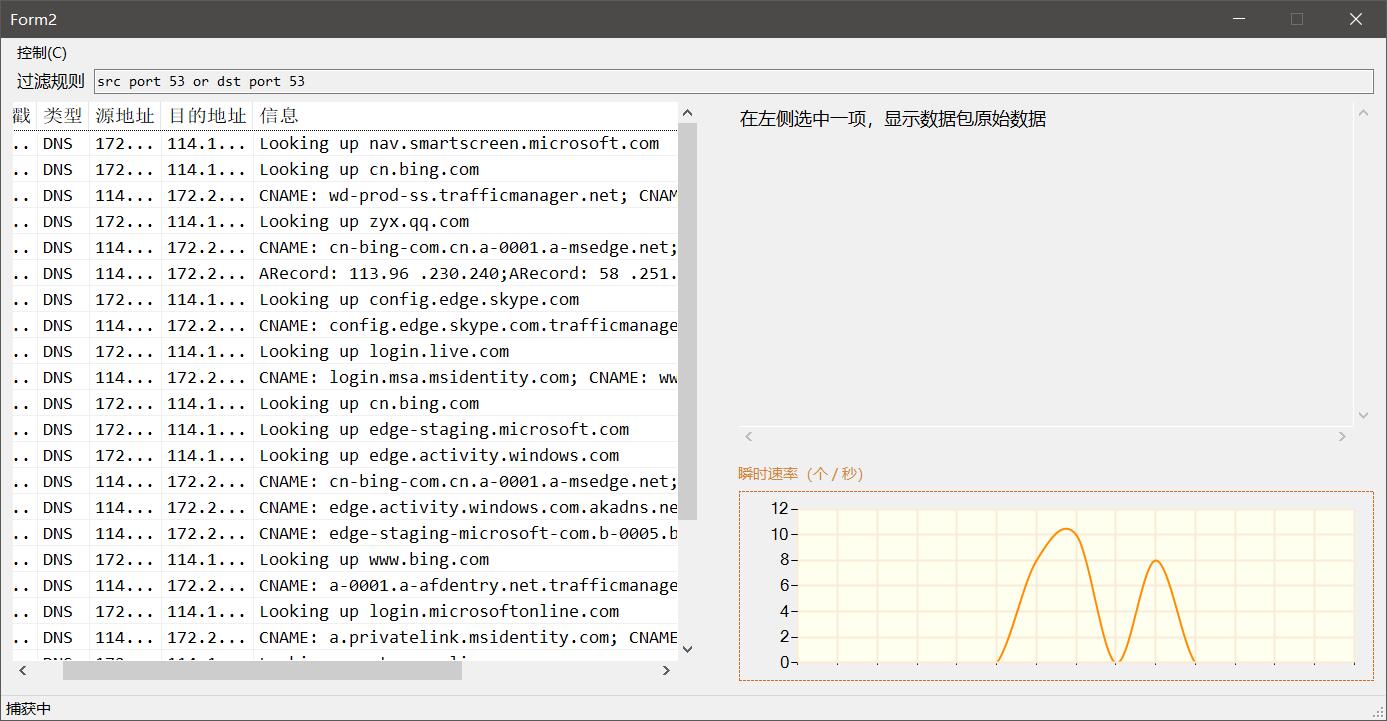 Form2
控制(C)
过滤规则 src port 53 or dst port 53
戳 类型 源地址 目的地址 信息
.. DNS 172... 114.1... Looking up nav.smartscreen.microsoft.com
.. DNS 172... 114.1... Looking up cn.bing.com
.. DNS 114... 172.2... CNAME: wd-prod-ss.trafficmanager.net; CNAM
.. DNS 172... 114.1... Looking up zyx.qq.com
.. DNS 114... 172.2... CNAME: cn-bing-com.cn.a-0001.a-msedge.net;
.. DNS 114... 172.2... ARecord: 113.96 .230.240;ARecord: 58 .251.
.. DNS 172... 114.1... Looking up config.edge.skype.com
.. DNS 114... 172.2... CNAME: config.edge.skype.com.trafficmanage
.. DNS 172... 114.1... Looking up login.live.com
.. DNS 114... 172.2... CNAME: login.msa.msidentity.com; CNAME: ww
.. DNS 172... 114.1... Looking up cn.bing.com
.. DNS 172... 114.1... Looking up edge-staging.microsoft.com
.. DNS 172... 114.1... Looking up edge.activity.windows.com
.. DNS 114... 172.2... CNAME: cn-bing-com.cn.a-0001.a-msedge.net;
.. DNS 114... 172.2... CNAME: edge.activity.windows.com.akadns.ne
.. DNS 114... 172.2... CNAME: edge-staging-microsoft-com.b-0005.b
.. DNS 172... 114.1... Looking up www.bing.com
.. DNS 114... 172.2... CNAME: a-0001.a-afdentry.net.trafficmanage
.. DNS 172... 114.1... Looking up login.microsoftonline.com
.. DNS 114... 172.2... CNAME: a.privatelink.msidentity.com; CNAME
在左侧选中一项，显示数据包原始数据
瞬时速率（个 / 秒）
12
10
8
6
4
2
0
捕获中